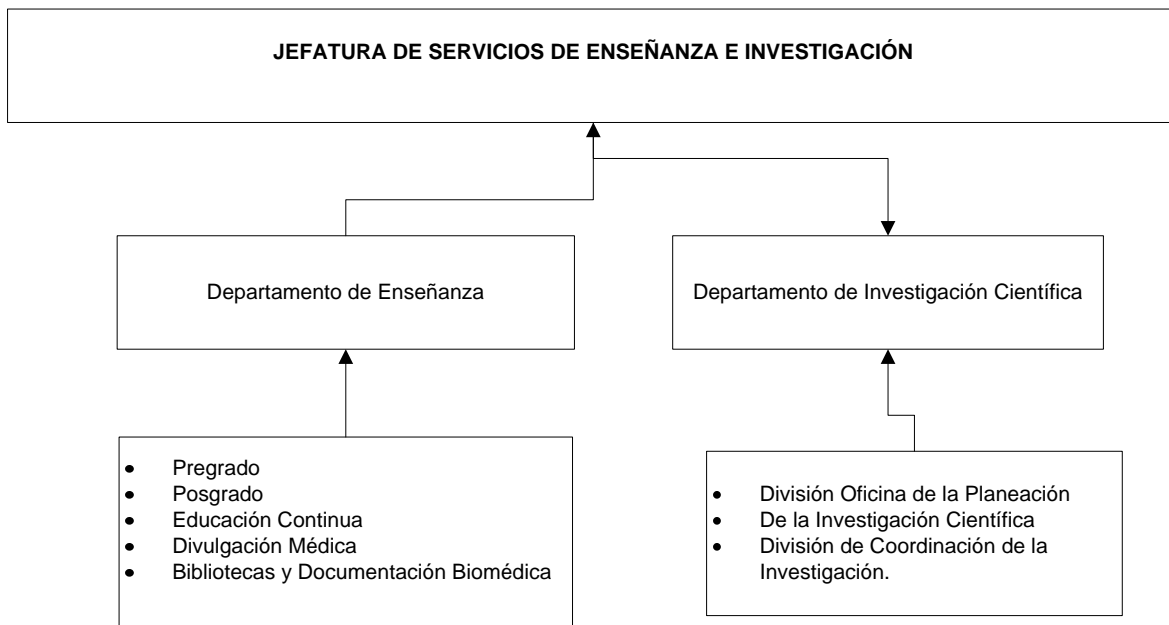 JEFATURA DE SERVICIOS DE ENSEÑANZA E INVESTIGACIÓN
Departamento de Enseñanza
Departamento de Investigación Científica
• Pregrado
• Posgrado
• Educación Continua
• Divulgación Médica
• Bibliotecas y Documentación Biomédica
• División Oficina de la Planeación
• De la Investigación Científica
• División de Coordinación de la
Investigación.